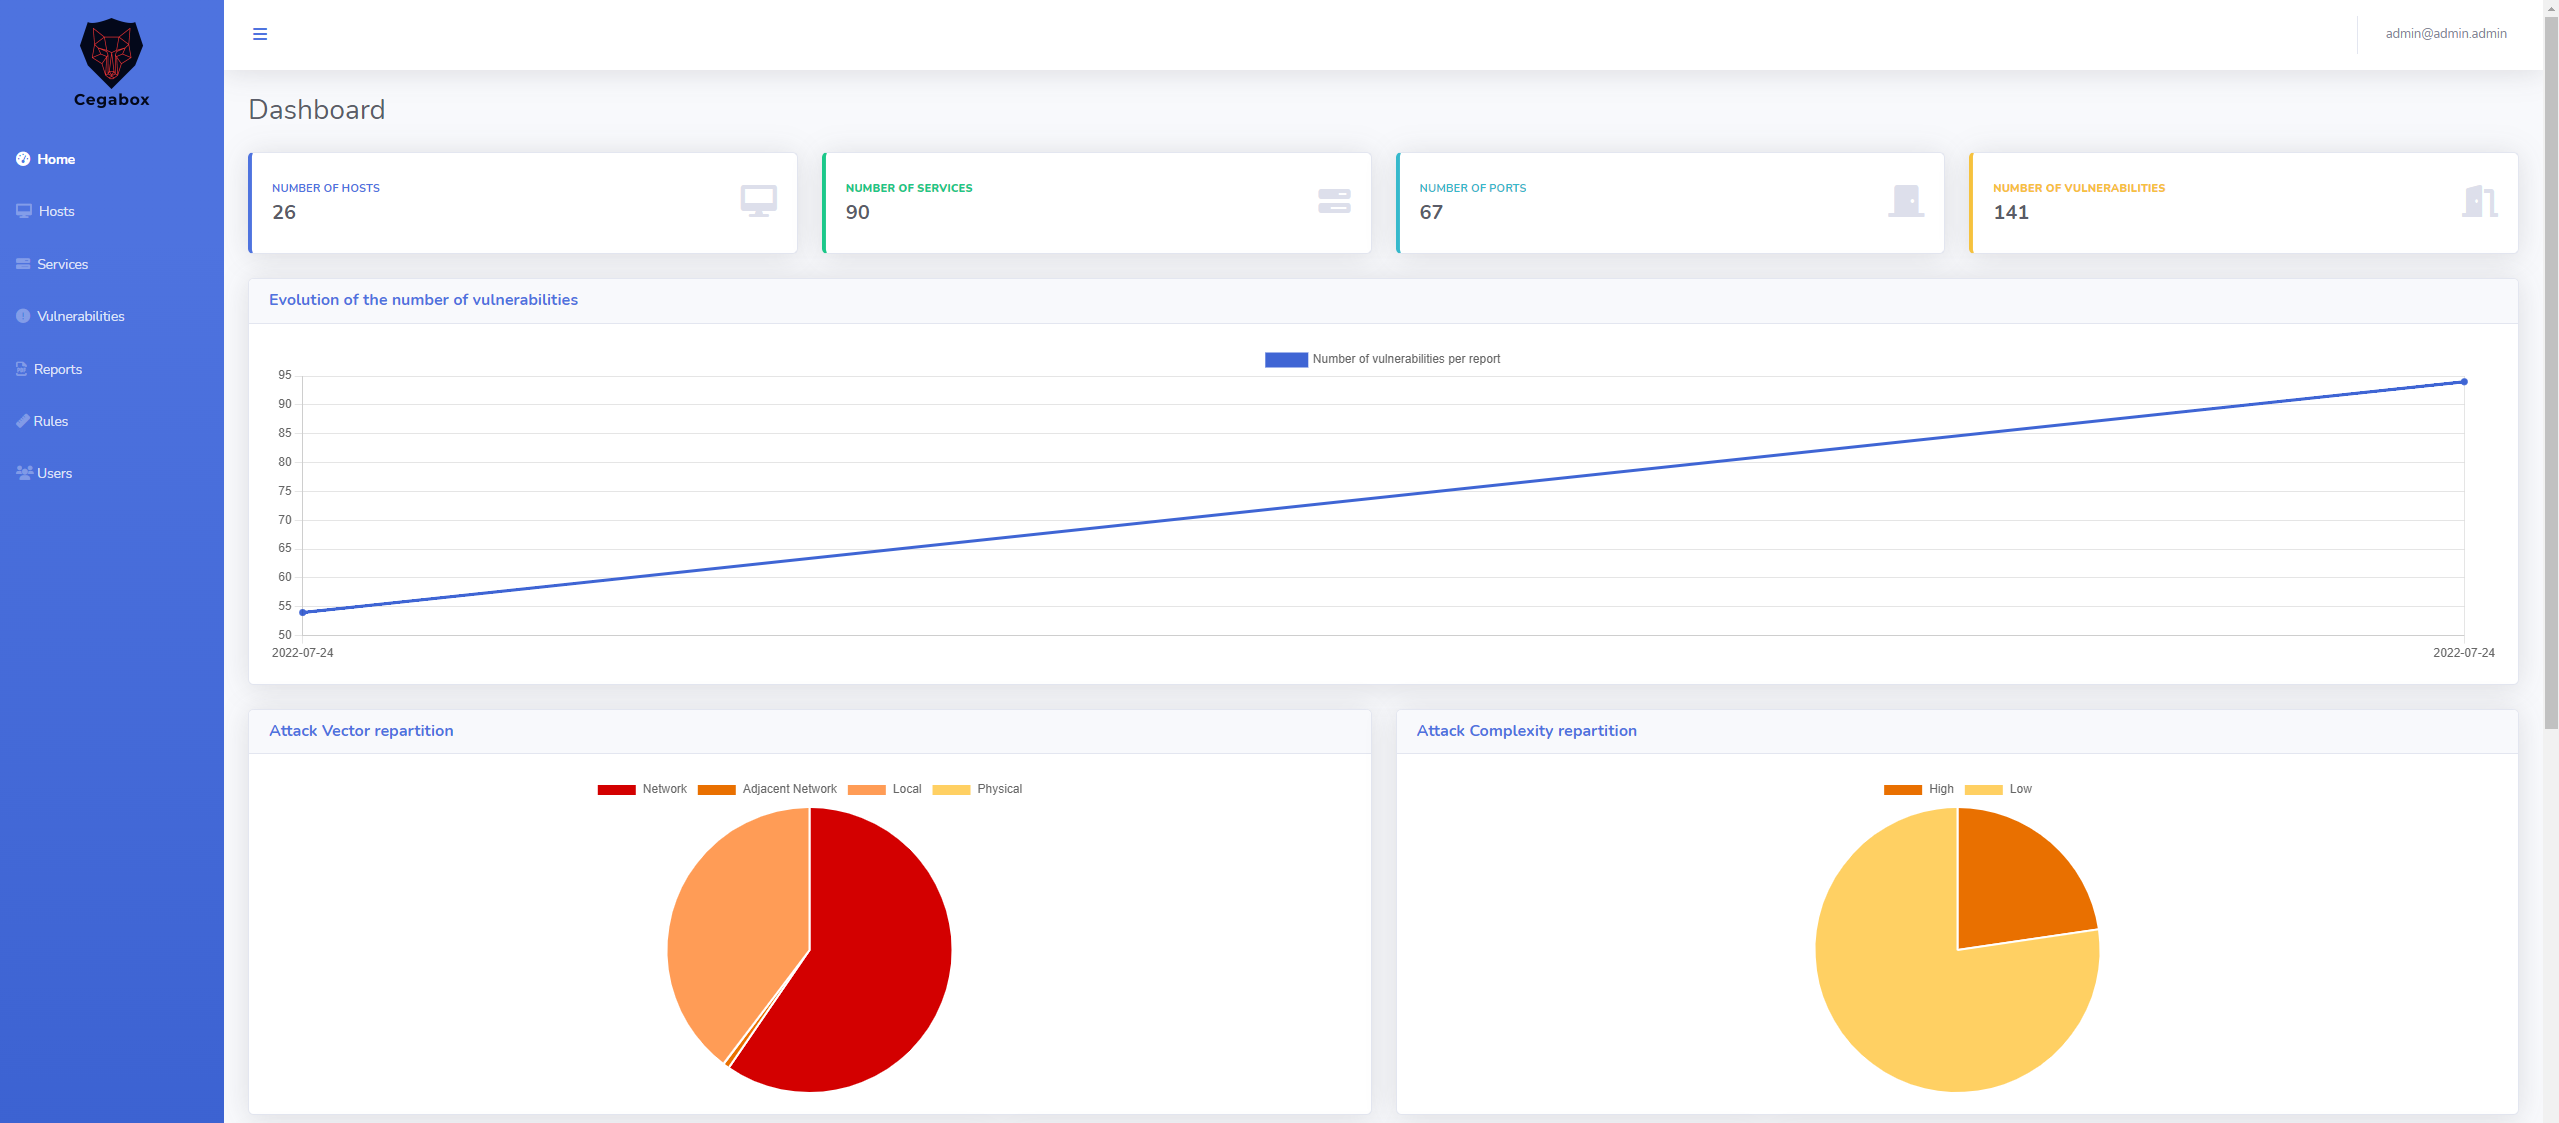 Cegabox
Home
Hosts
Services
Vulnerabilities
Reports
Rules
Users
admin@admin.admin
Dashboard
NUMBER OF HOSTS
26
NUMBER OF SERVICES
90
NUMBER OF PORTS
67
NUMBER OF VULNERABILITIES
141
Evolution of the number of vulnerabilities
Number of vulnerabilities per report
95
90
85
80
75
70
65
60
55
50
2022-07-24 2022-07-24
Attack Vector repartition
Network Adjacent Network Local Physical
Attack Complexity repartition
High Low